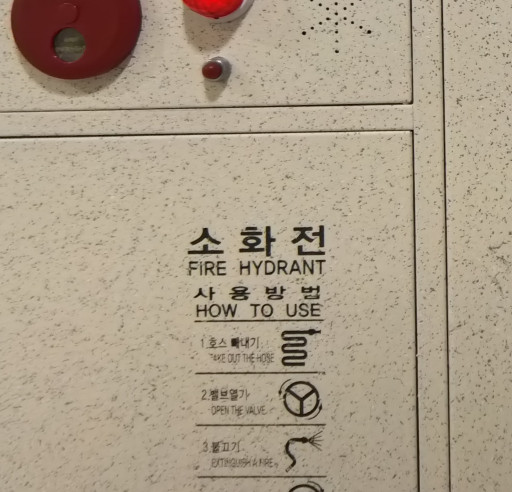 소화전
FIRE HYDRANT
사용방법
HOW TO USE
1.호스 빼내기
TAKE OUT THE HOSE
2.밸브열기
OPEN THE VALVE
3.불끄기
EXTINGUISH A FIRE